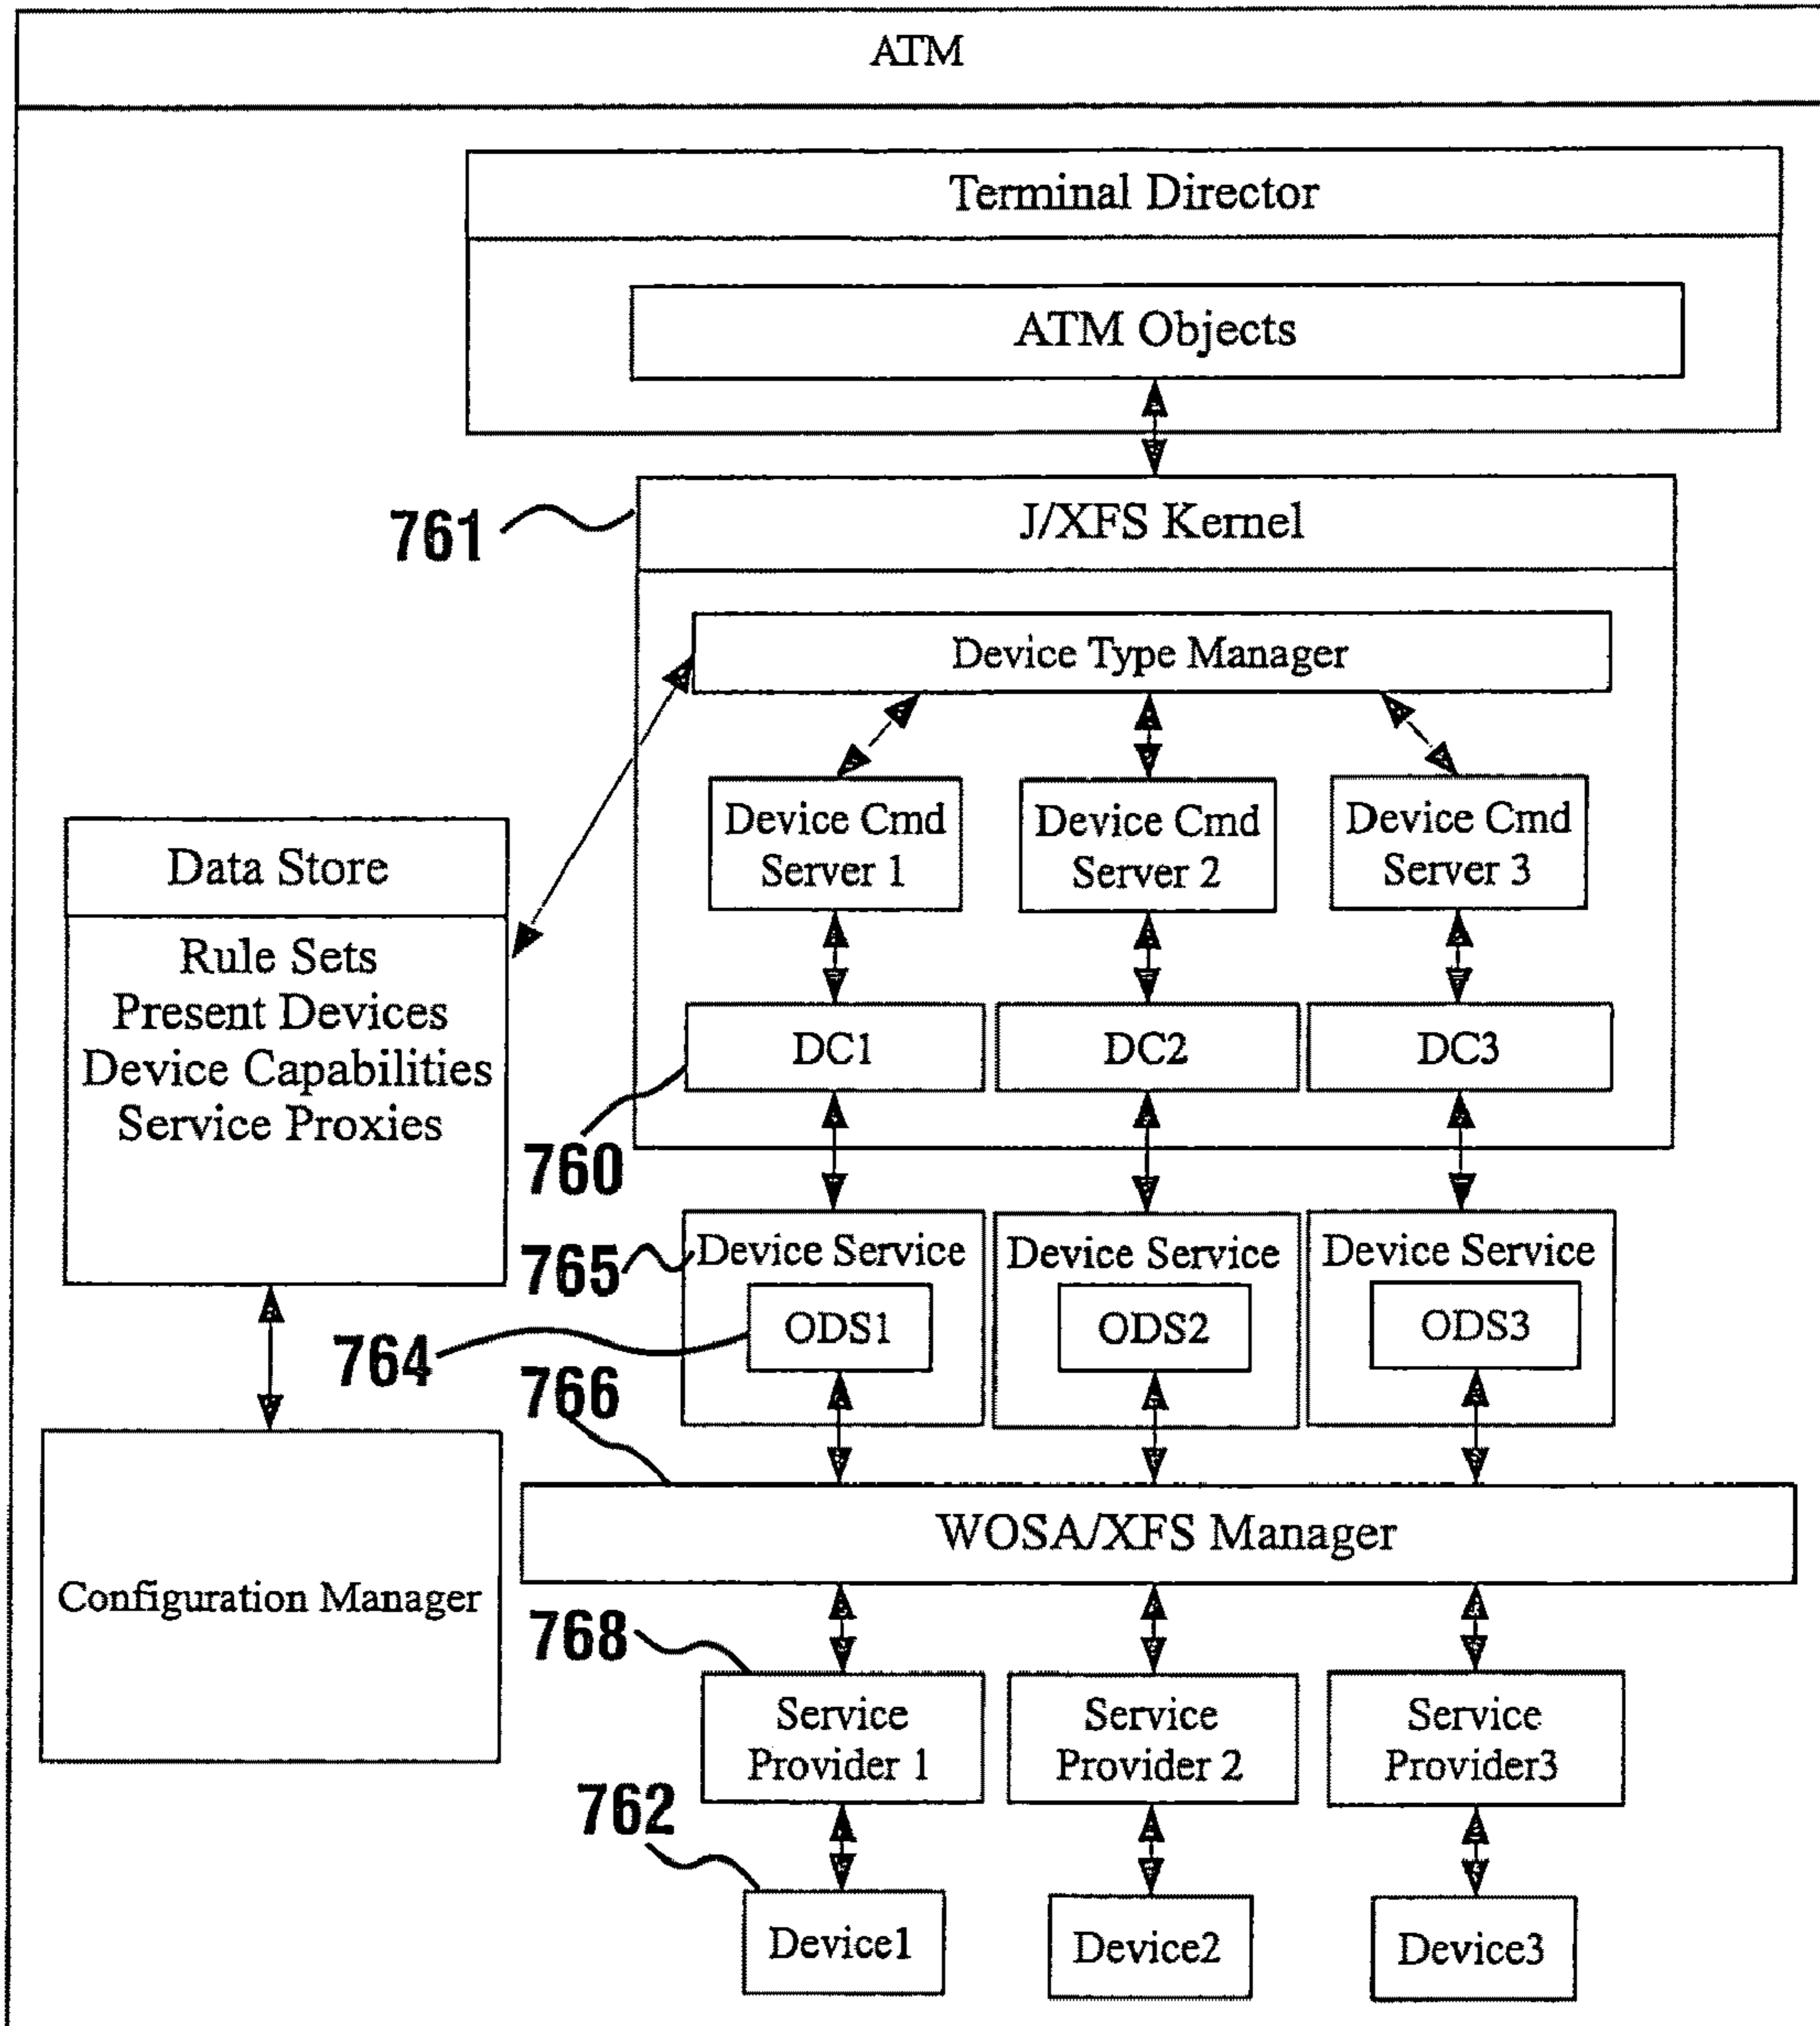 ATM
Terminal Director
ATM Objects
761
J/XFS Kernel
Device Type Manager
Device Cmd
Server 1
Device Cmd
Server 2
Device Cmd
Server 3
Data Store
Rule Sets
Present Devices
Device Capabilities
Service Proxies
DC1
DC2
DC3
760
765
Device Service
ODS1
Device Service
ODS2
Device Service
ODS3
764
766
WOSA/XFS Manager
Configuration Manager
768
Service
Provider 1
Service
Provider 2
Service
Provider3
762
Device1
Device2
Device3